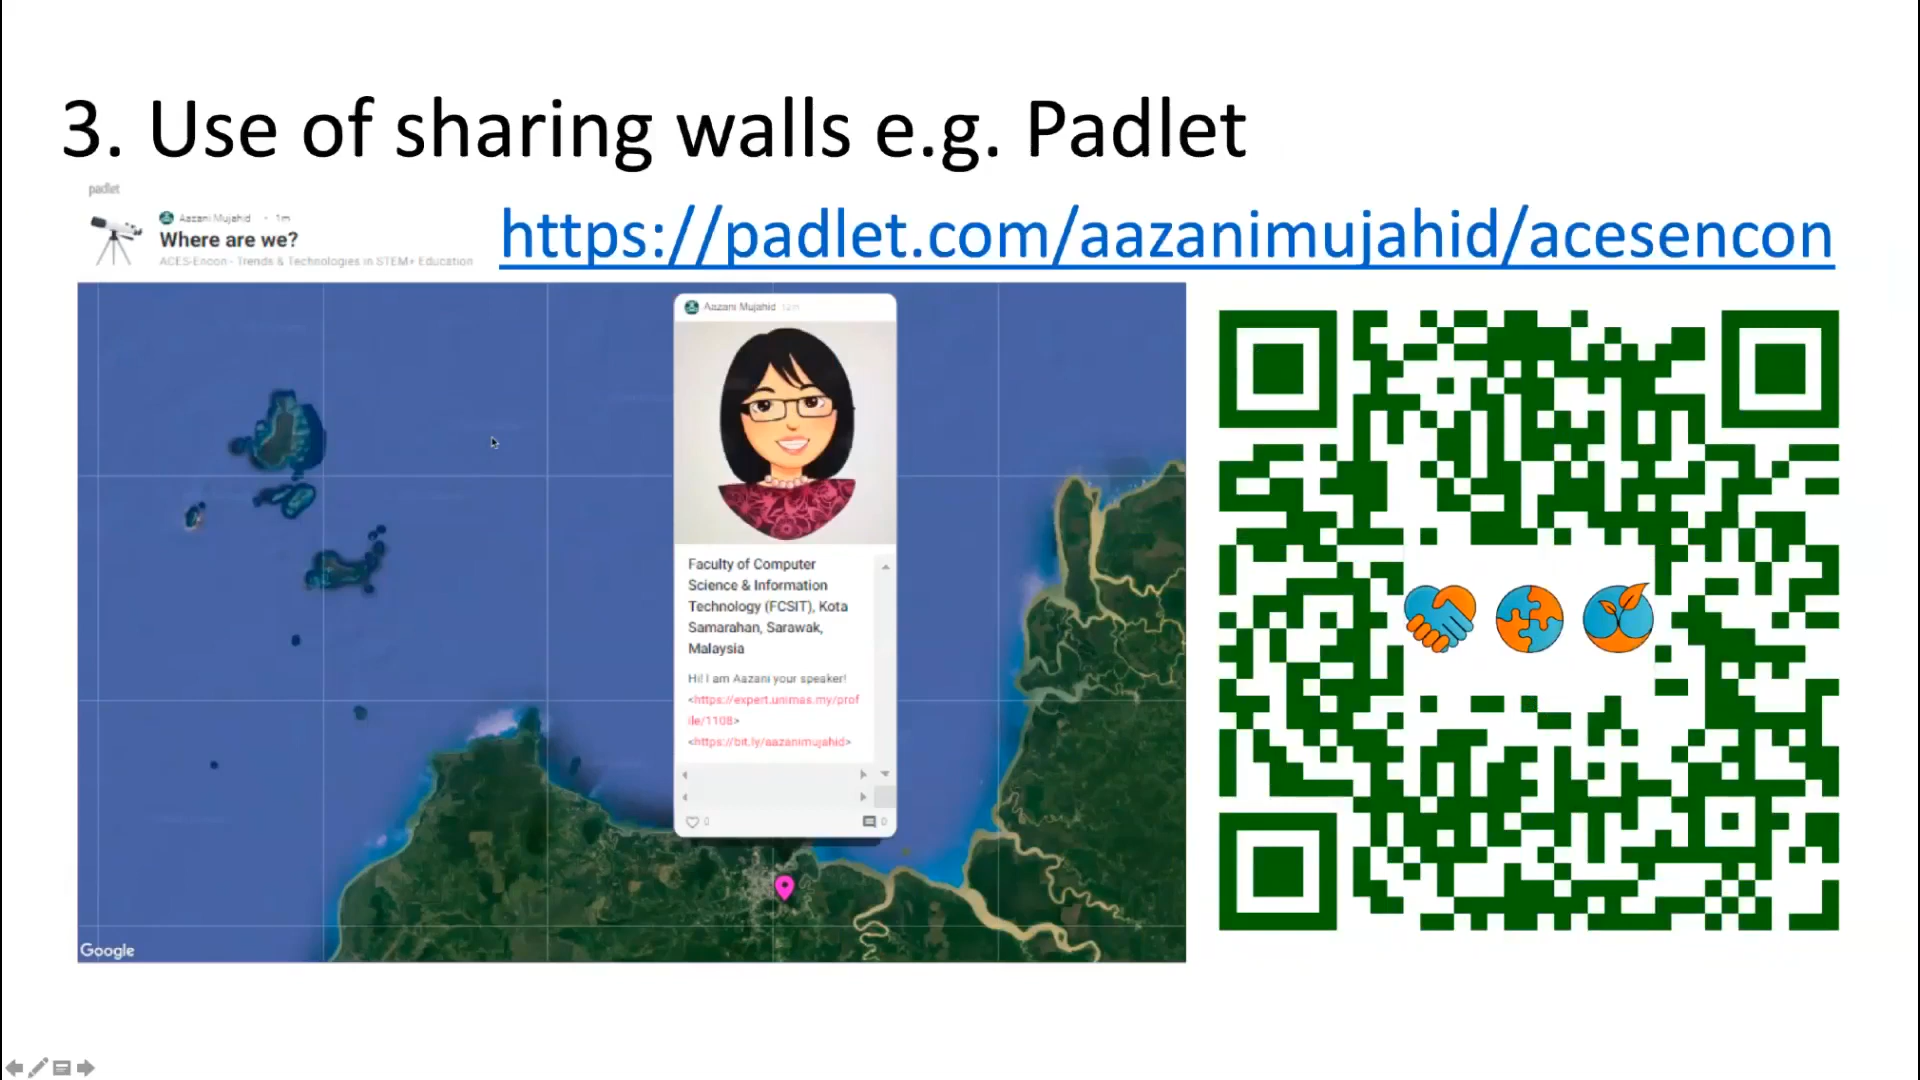 3. Use of sharing walls e.g. Padlet
padlet
Aazani Mujahid • 1m
Where are we?
ACES-Encon - Trends & Technologies in STEM+ Education
https://padlet.com/aazanimujahid/acesencon
Aazani Mujahid 12m
Faculty of Computer
Science & Information
Technology (FCSIT), Kota
Samarahan, Sarawak,
Malaysia
Hi! I am Aazani your speaker!
<https://expert.unimas.my/prof
ile/1108>
<https://bit.ly/aazanimujahid>
0
0
Google